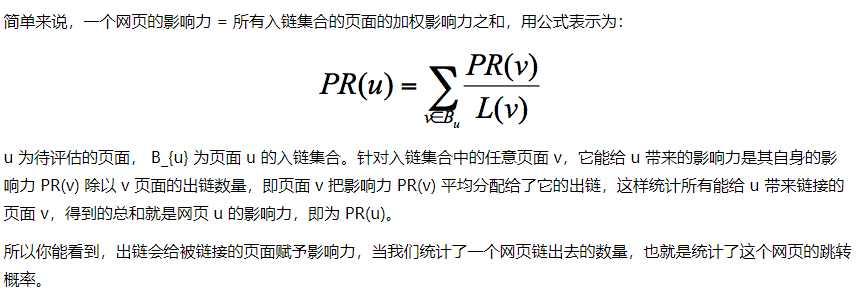 简单来说，一个网页的影响力 = 所有入链集合的页面的加权影响力之和，用公式表示为：
PR(u) = ∑_{v∈B_u} PR(v) / L(v)
u 为待评估的页面， B_{u} 为页面 u 的入链集合。针对入链集合中的任意页面 v，它能给 u 带来的影响力是其自身的影
响力 PR(v) 除以 v 页面的出链数量，即页面 v 把影响力 PR(v) 平均分配给了它的出链，这样统计所有能给 u 带来链接的
页面 v，得到的总和就是网页 u 的影响力，即为 PR(u)。
所以你能看到，出链会给被链接的页面赋予影响力，当我们统计了一个网页链出去的数量，也就是统计了这个网页的跳转
概率。